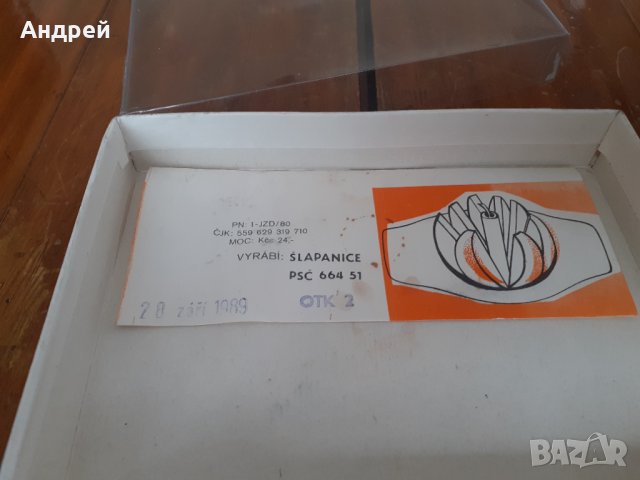 Андрей
PN: 1-JZD/80
ČJK: 559 629 319 710
MOC: Kčs 24,-
VYRÁBÍ: ŠLAPANICE
PSČ 664 51
28 září 1989 OTK 2
BAZAR